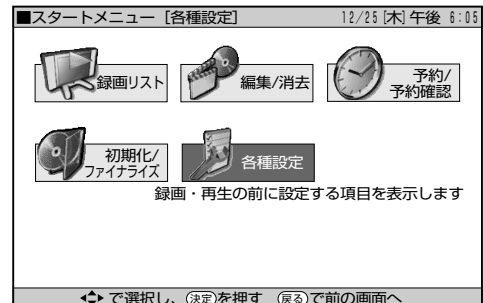 ■スタートメニュー [各種設定] 12/25[木]午後 6:05
録画リスト
編集/消去
予約/
予約確認
初期化/
ファイナライズ
各種設定
録画・再生の前に設定する項目を表示します
で選択し、決定を押す 戻るで前の画面へ